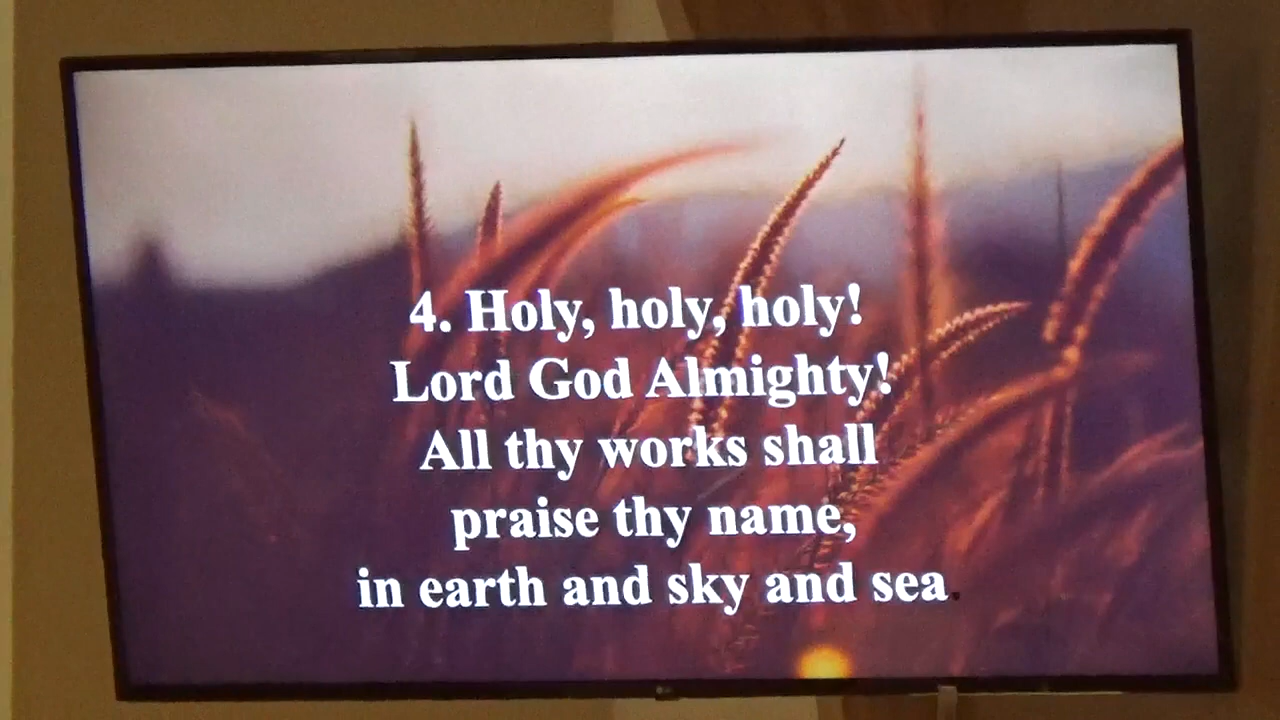 4. Holy, holy, holy!
Lord God Almighty!
All thy works shall
praise thy name,
in earth and sky and sea.